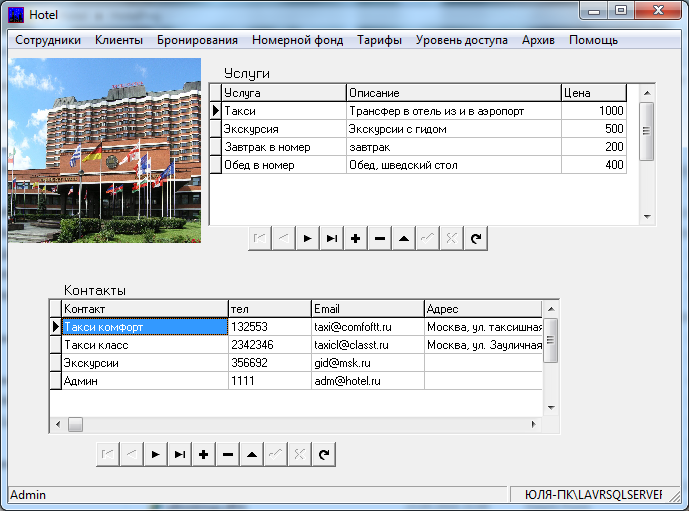 Hotel
Сотрудники Клиенты Бронирования Номерной фонд Тарифы Уровень доступа Архив Помощь
Услуги
Услуга Описание Цена
Такси Трансфер в отель из и в аэропорт 1000
Экскурсия Экскурсии с гидом 500
Завтрак в номер завтрак 200
Обед в номер Обед, шведский стол 400
Контакты
Контакт тел Email Адрес
Такси комфорт 132553 taxi@comfoftt.ru Москва, ул. таксишная
Такси класс 2342346 taxicl@classt.ru Москва, ул. Зауличная
Экскурсии 356692 gid@msk.ru
Админ 1111 adm@hotel.ru
Admin ЮЛЯ-ПК\LAVRSQLSERVER